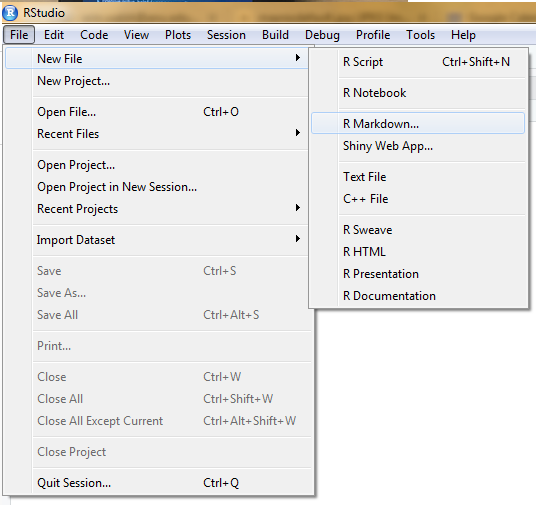 RStudio
File Edit Code View Plots Session Build Debug Profile Tools Help
New File
New Project...
Open File... Ctrl+O
Recent Files
Open Project...
Open Project in New Session...
Recent Projects
Import Dataset
Save Ctrl+S
Save As...
Save All Ctrl+Alt+S
Print...
Close Ctrl+W
Close All Ctrl+Shift+W
Close All Except Current Ctrl+Alt+Shift+W
Close Project
Quit Session... Ctrl+Q
R Script Ctrl+Shift+N
R Notebook
R Markdown...
Shiny Web App...
Text File
C++ File
R Sweave
R HTML
R Presentation
R Documentation